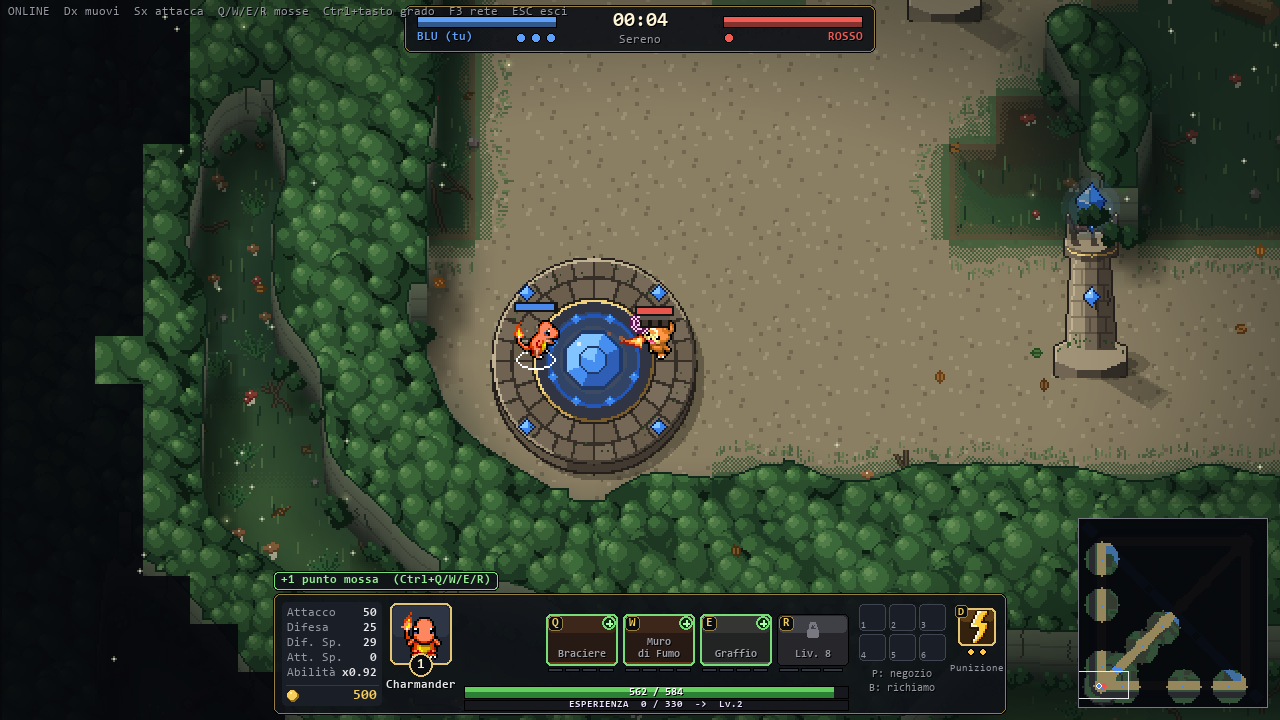 ONLINE  Dx muovi  Sx attacca  Q/W/E/R mosse  Ctrl+tasto grado  F3 rete  ESC esci
00:04
BLU (tu)
Sereno
ROSSO
+1 punto mossa  (Ctrl+Q/W/E/R)
Attacco 50
Difesa 25
Dif. Sp. 29
Att. Sp. 0
Abilità x0.92
500
1
Charmander
Q
Braciere
W
Muro
di Fumo
E
Graffio
R
Liv. 8
562 / 584
ESPERIENZA  0 / 330  ->  Lv.2
1 2 3
4 5 6
P: negozio
B: richiamo
D
Punizione